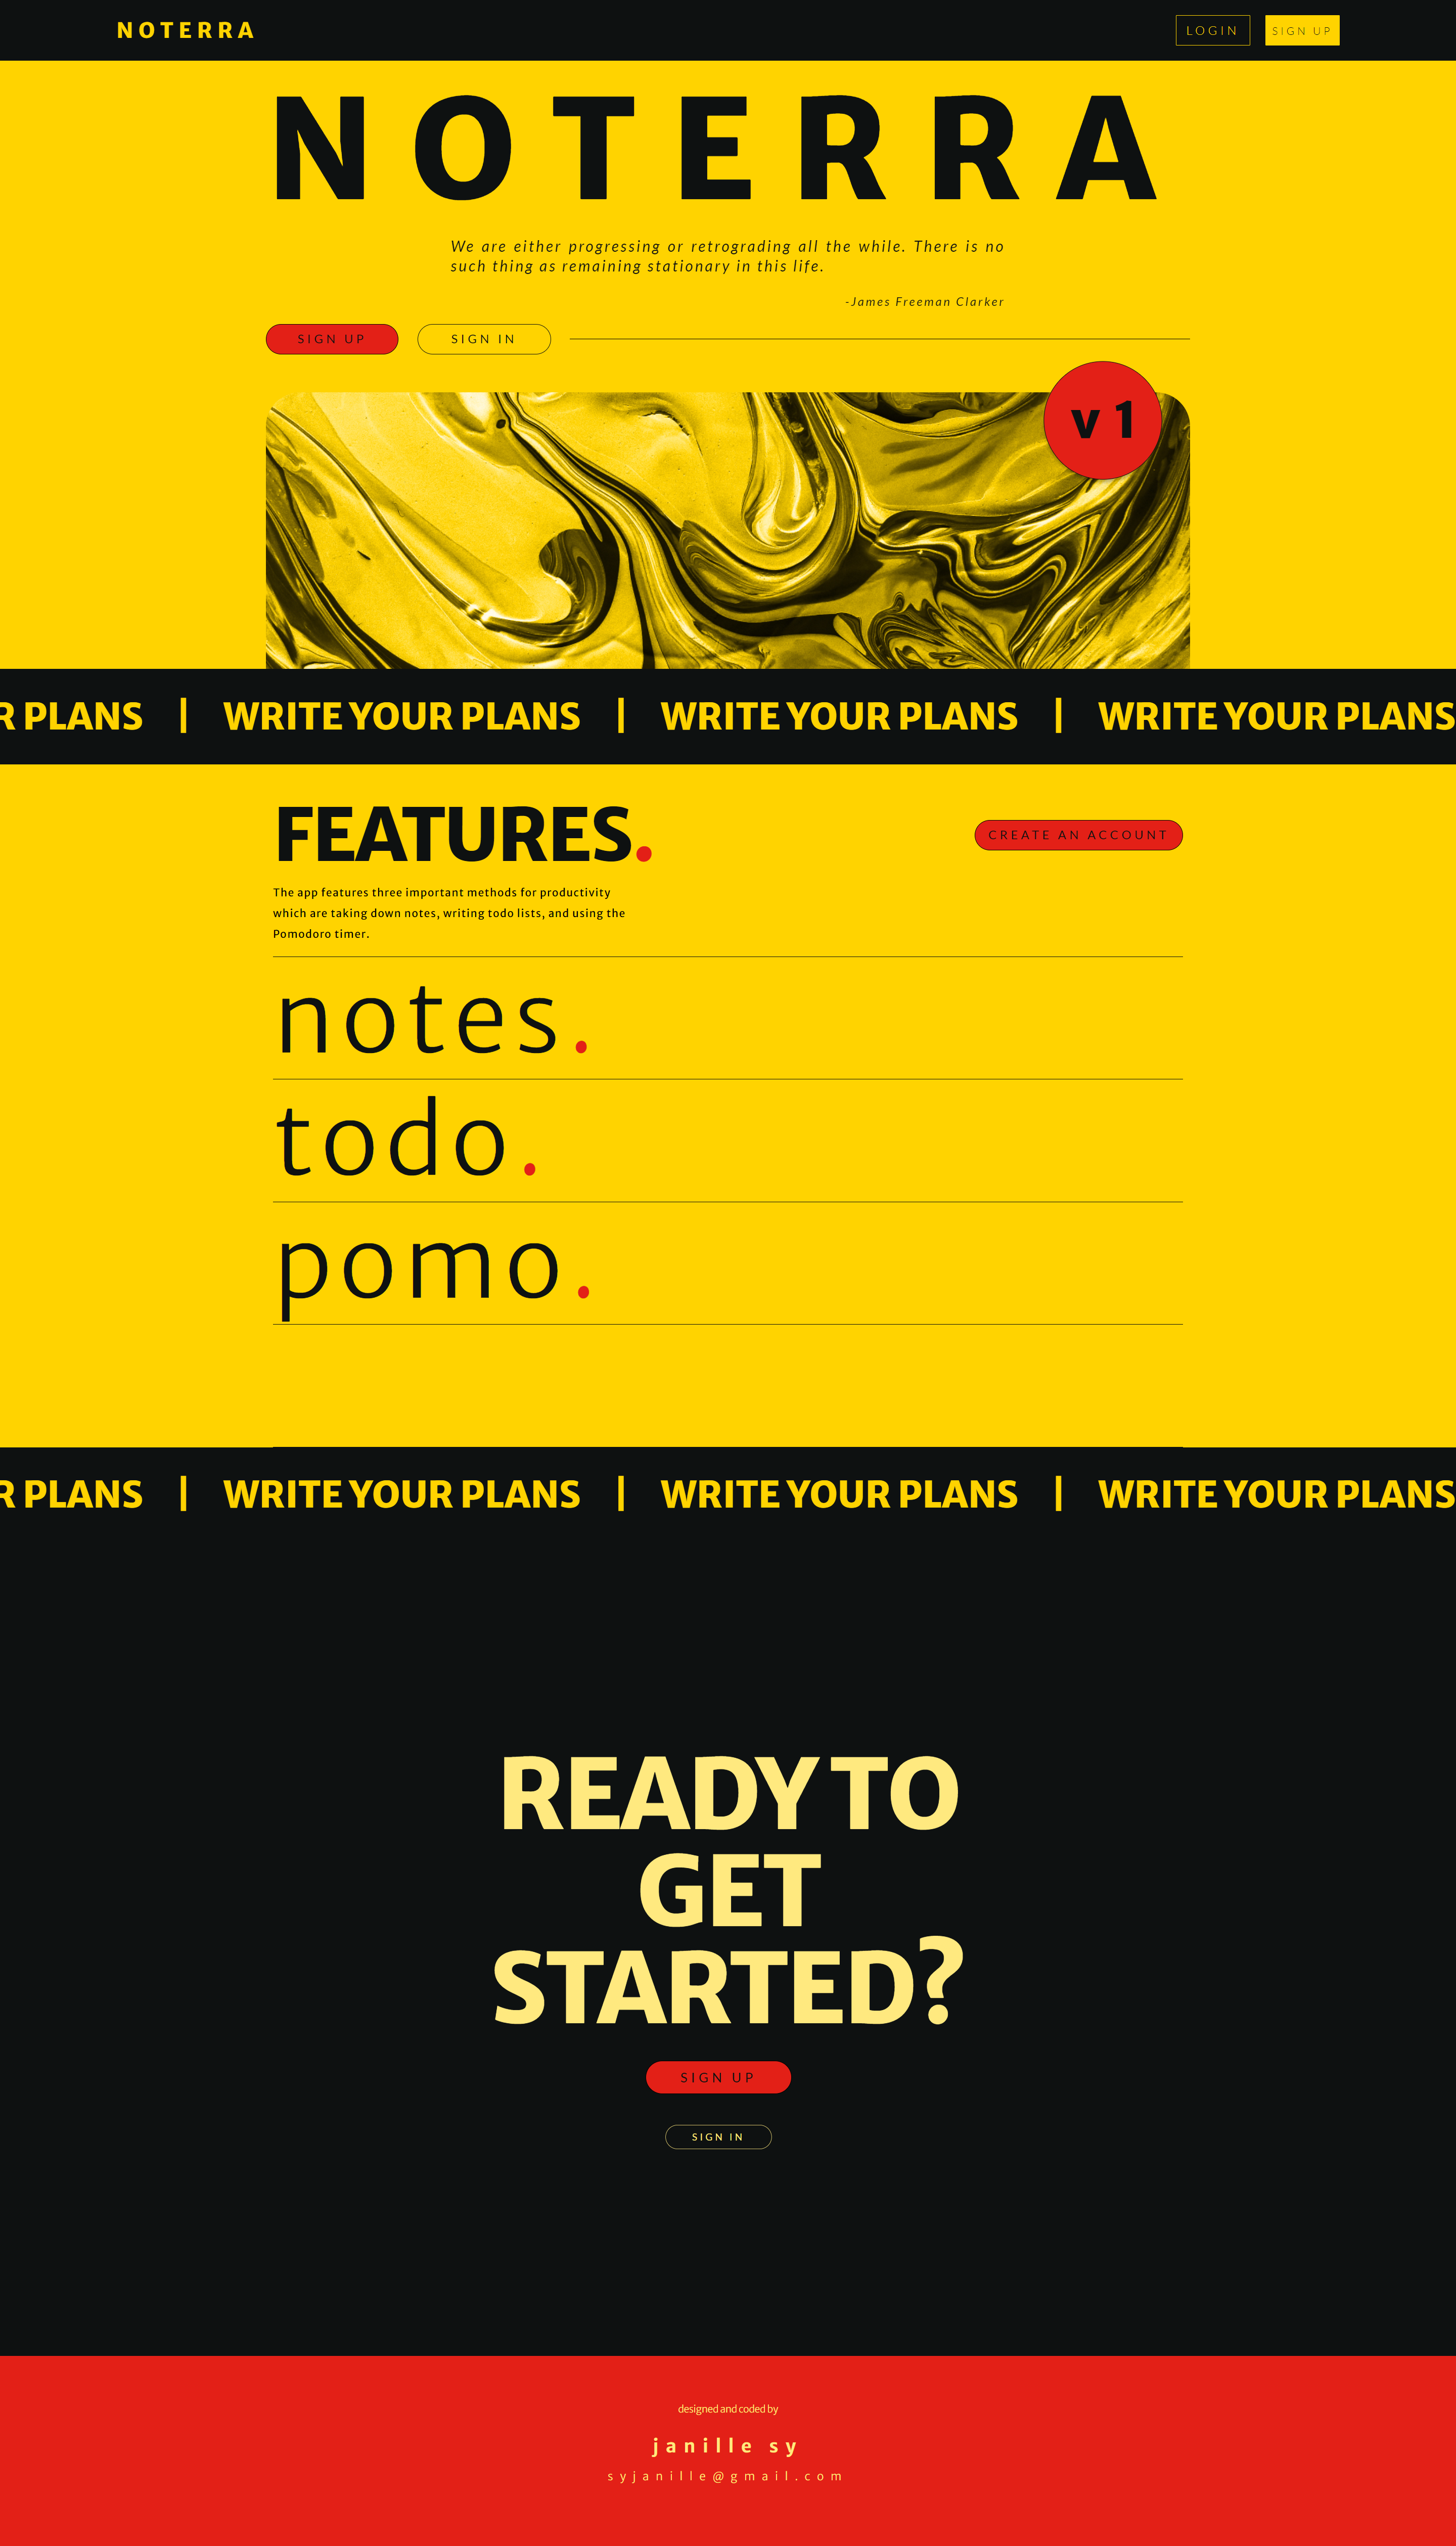 NOTERRA
LOGIN
SIGN UP
NOTERRA
We are either progressing or retrograding all the while. There is no
such thing as remaining stationary in this life.
-James Freeman Clarker
SIGN UP
SIGN IN
v 1
R PLANS | WRITE YOUR PLANS | WRITE YOUR PLANS | WRITE YOUR PLANS
FEATURES.
CREATE AN ACCOUNT
The app features three important methods for productivity
which are taking down notes, writing todo lists, and using the
Pomodoro timer.
notes.
todo.
pomo.
R PLANS | WRITE YOUR PLANS | WRITE YOUR PLANS | WRITE YOUR PLANS
READY TO
GET
STARTED?
SIGN UP
SIGN IN
designed and coded by
janille sy
syjanille@gmail.com